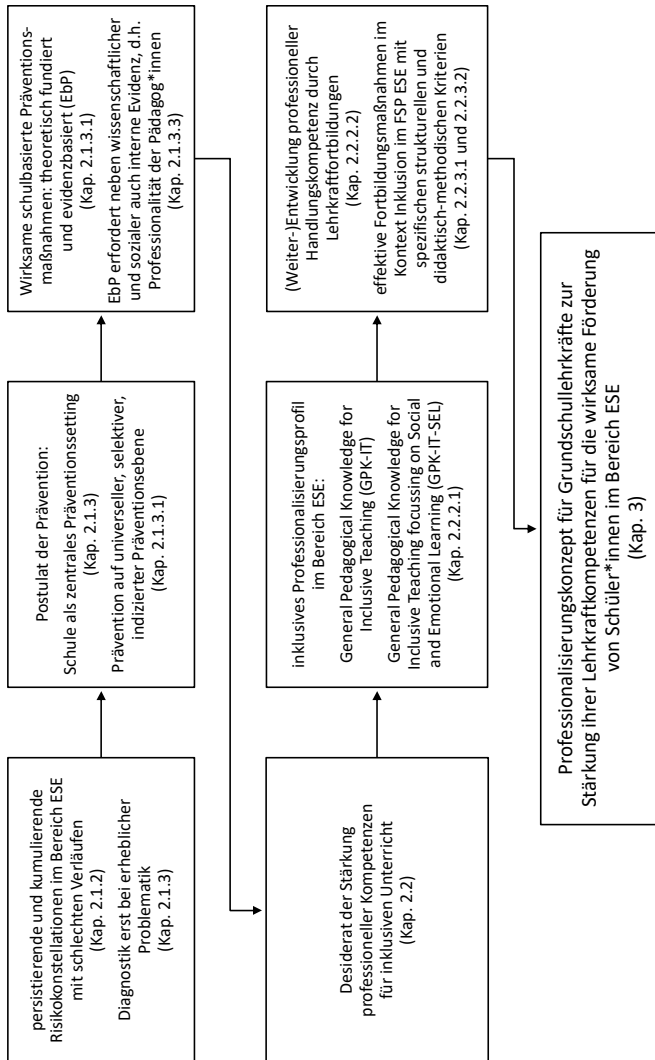 persistierende und kumulierende
Risikokonstellationen im Bereich ESE
mit schlechten Verläufen
(Kap. 2.1.2)
Diagnostik erst bei erheblicher
Problematik
(Kap. 2.1.3)
Postulat der Prävention:
Schule als zentrales Präventionssetting
(Kap. 2.1.3)
Prävention auf universeller, selektiver,
indizierter Präventionsebene
(Kap. 2.1.3.1)
Wirksame schulbasierte Präventions-
maßnahmen: theoretisch fundiert
und evidenzbasiert (EbP)
(Kap. 2.1.3.1)
EbP erfordert neben wissenschaftlicher
und sozialer auch interne Evidenz, d.h.
Professionalität der Pädagog*innen
(Kap. 2.1.3.3)
Desiderat der Stärkung
professioneller Kompetenzen
für inklusiven Unterricht
(Kap. 2.2)
inklusives Professionalisierungsprofil
im Bereich ESE:
General Pedagogical Knowledge for
Inclusive Teaching (GPK-IT)
General Pedagogical Knowledge for
Inclusive Teaching focussing on Social
and Emotional Learning (GPK-IT-SEL)
(Kap. 2.2.2.1)
(Weiter-)Entwicklung professioneller
Handlungskompetenz durch
Lehrkraftfortbildungen
(Kap. 2.2.2.2)
effektive Fortbildungsmaßnahmen im
Kontext Inklusion im FSP ESE mit
spezifischen strukturellen und
didaktisch-methodischen Kriterien
(Kap. 2.2.3.1 und 2.2.3.2)
Professionalisierungskonzept für Grundschullehrkräfte zur
Stärkung ihrer Lehrkraftkompetenzen für die wirksame Förderung
von Schüler*innen im Bereich ESE
(Kap. 3)